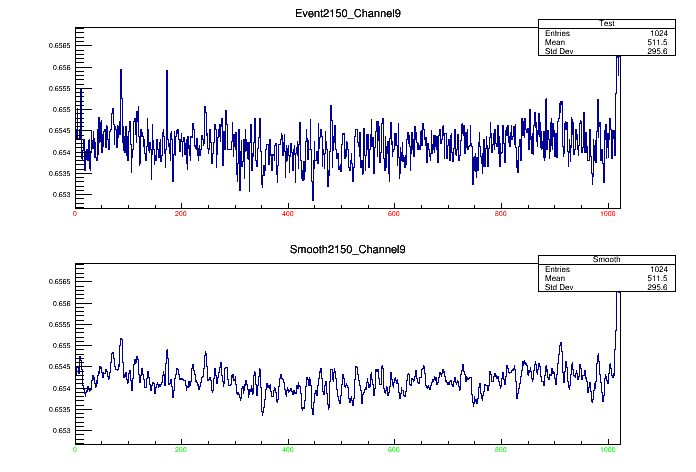 Event2150_Channel9
Test
Entries 1024
Mean 511.5
Std Dev 295.6
0.6565
0.656
0.6555
0.655
0.6545
0.654
0.6535
0.653
0 200 400 600 800 1000
Smooth2150_Channel9
Smooth
Entries 1024
Mean 511.5
Std Dev 295.6
0.6565
0.656
0.6555
0.655
0.6545
0.654
0.6535
0.653
0 200 400 600 800 1000